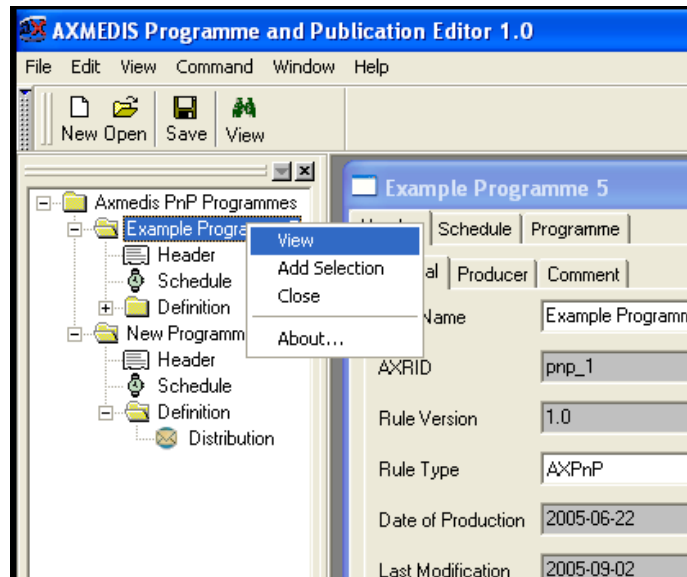 AXMEDIS Programme and Publication Editor 1.0
File Edit View Command Window Help
New Open Save View
Axmedis PnP Programmes
Example Progra
Header
Schedule
Definition
New Programm
Header
Schedule
Definition
Distribution
View
Add Selection
Close
About...
Example Programme 5
Schedule Programme
al Producer Comment
Name Example Programm
AXRID pnp_1
Rule Version 1.0
Rule Type AXPnP
Date of Production 2005-06-22
Last Modification 2005-09-02